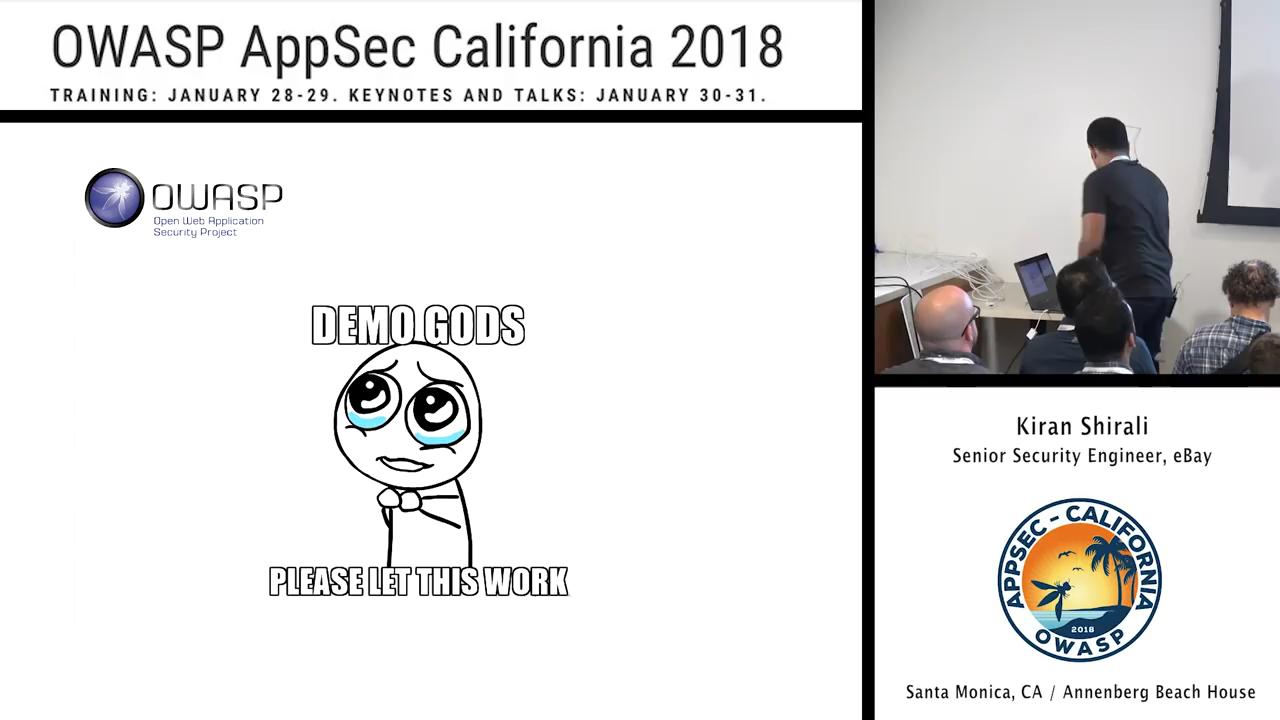 OWASP AppSec California 2018
TRAINING: JANUARY 28-29. KEYNOTES AND TALKS: JANUARY 30-31.
OWASP
Open Web Application
Security Project
DEMO GODS
PLEASE LET THIS WORK
Kiran Shirali
Senior Security Engineer, eBay
APPSEC - CALIFORNIA
2018
OWASP
Santa Monica, CA / Annenberg Beach House